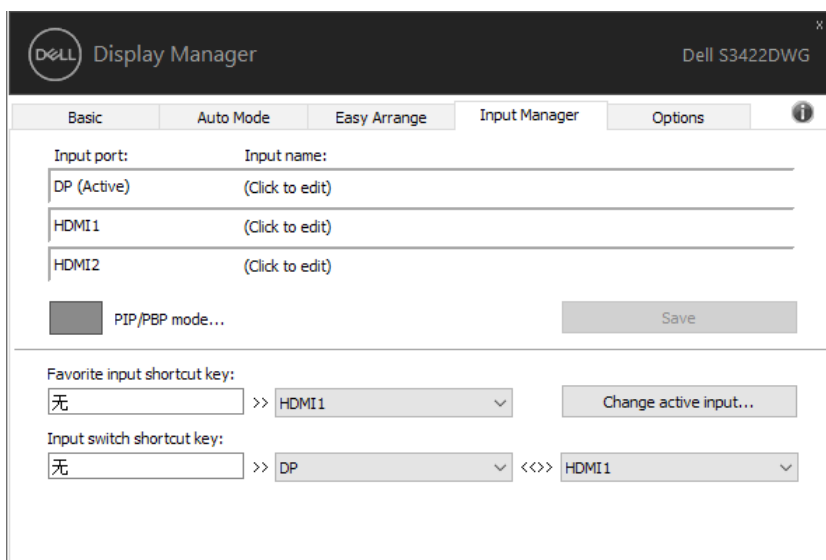 x
DELL Display Manager Dell S3422DWG
Basic Auto Mode Easy Arrange Input Manager Options i
Input port: Input name:
DP (Active) (Click to edit)
HDMI1 (Click to edit)
HDMI2 (Click to edit)
PIP/PBP mode... Save
Favorite input shortcut key:
无 >> HDMI1 Change active input...
Input switch shortcut key:
无 >> DP <<>> HDMI1